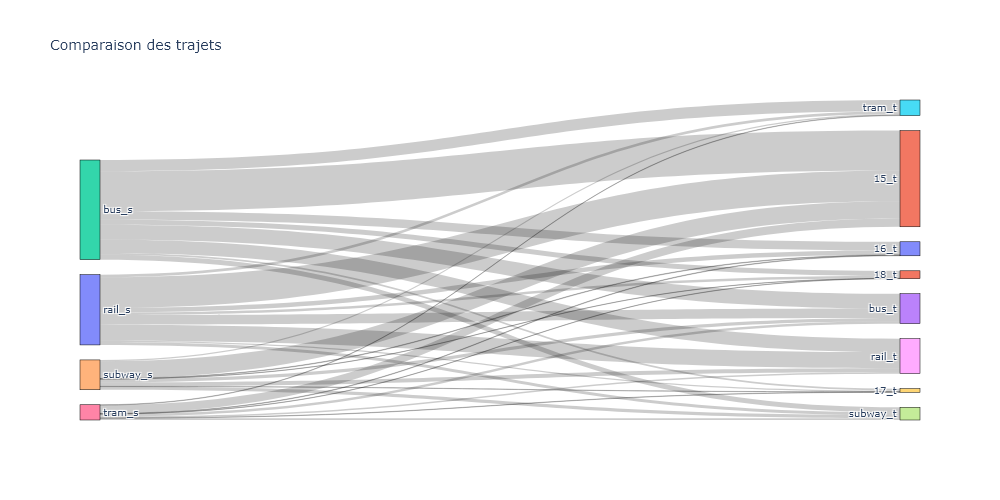 Comparaison des trajets
tram_t
15_t
bus_s
16_t
18_t
rail_s
bus_t
rail_t
subway_s
17_t
tram_s
subway_t